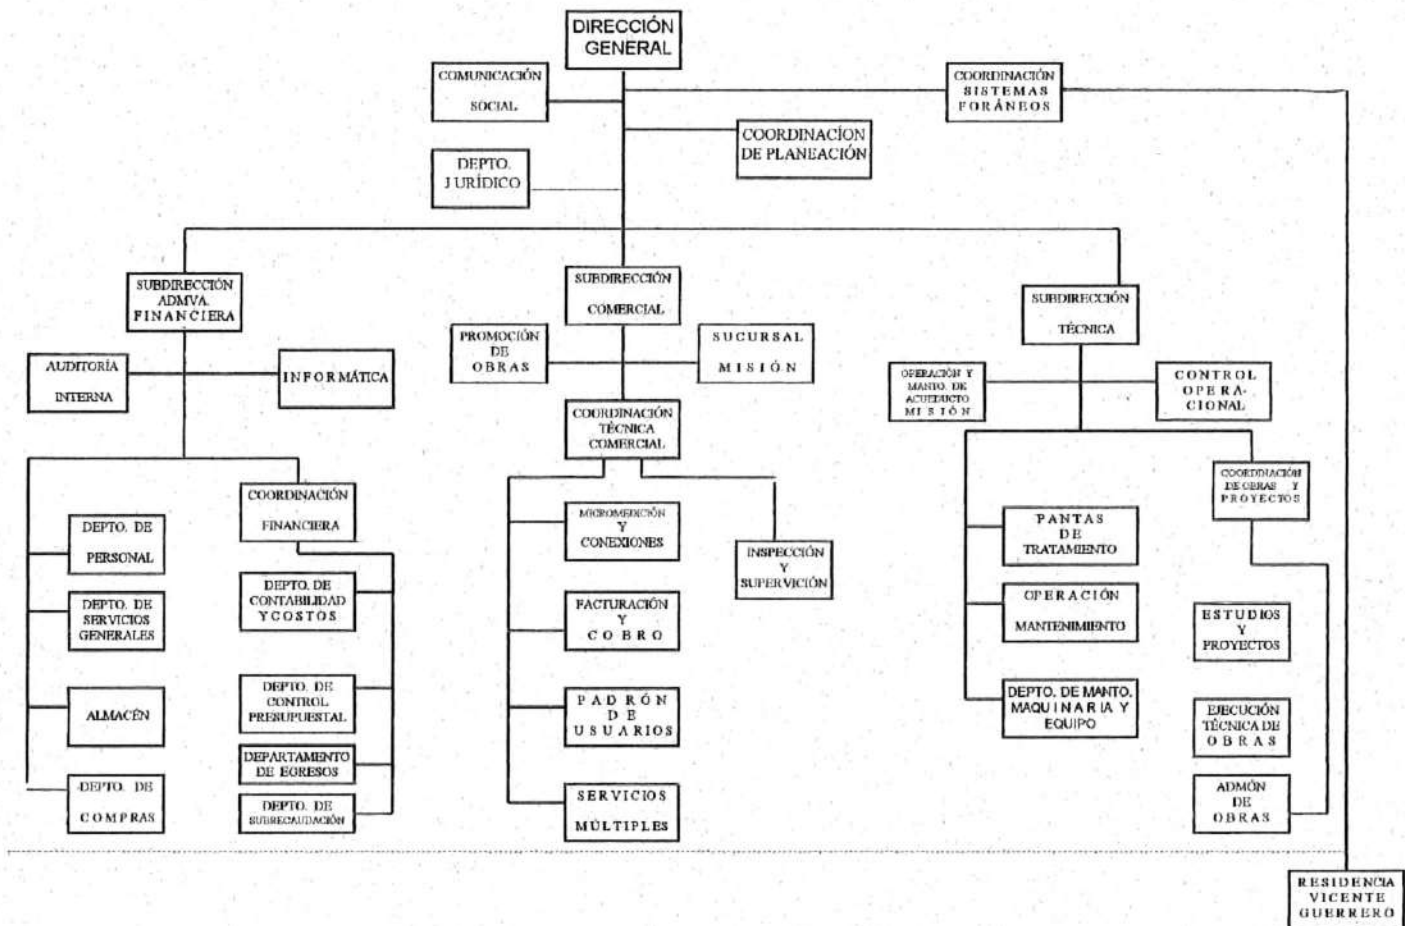 DIRECCIÓN
GENERAL
COMUNICACIÓN
SOCIAL
COORDINACIÓN
SISTEMAS
FORÁNEOS
COORDINACÍON
DE PLANEACIÓN
DEPTO.
JURÍDICO
SUBDIRECCIÓN
ADMVA.
FINANCIERA
SUBDIRECCIÓN
COMERCIAL
SUBDIRECCIÓN
TÉCNICA
AUDITORÍA
INTERNA
INFORMÁTICA
PROMOCIÓN
DE
OBRAS
SUCURSAL
MISIÓN
OPERACIÓN Y
MANTO. DE
ACUEDUCTO
MISIÓN
CONTROL
OPERA-
CIONAL
COORDINACIÓN
TÉCNICA
COMERCIAL
COORDINACIÓN
FINANCIERA
COORDINACIÓN
DE OBRAS Y
PROYECTOS
DEPTO. DE
PERSONAL
DEPTO. DE
SERVICIOS
GENERALES
ALMACÉN
DEPTO. DE
COMPRAS
DEPTO. DE
CONTABILIDAD
Y COSTOS
DEPTO. DE
CONTROL
PRESUPUESTAL
DEPARTAMENTO
DE EGRESOS
DEPTO. DE
SUBRECAUDACIÓN
MICROMEDICIÓN
Y
CONEXIONES
FACTURACIÓN
Y
COBRO
PADRÓN
DE
USUARIOS
SERVICIOS
MÚLTIPLES
INSPECCIÓN
Y
SUPERVICIÓN
PANTAS
DE
TRATAMIENTO
OPERACIÓN
MANTENIMIENTO
DEPTO. DE MANTO.
MAQUINARIA Y
EQUIPO
ESTUDIOS
Y
PROYECTOS
EJECUCIÓN
TÉCNICA DE
OBRAS
ADMÓN
DE
OBRAS
RESIDENCIA
VICENTE
GUERRERO